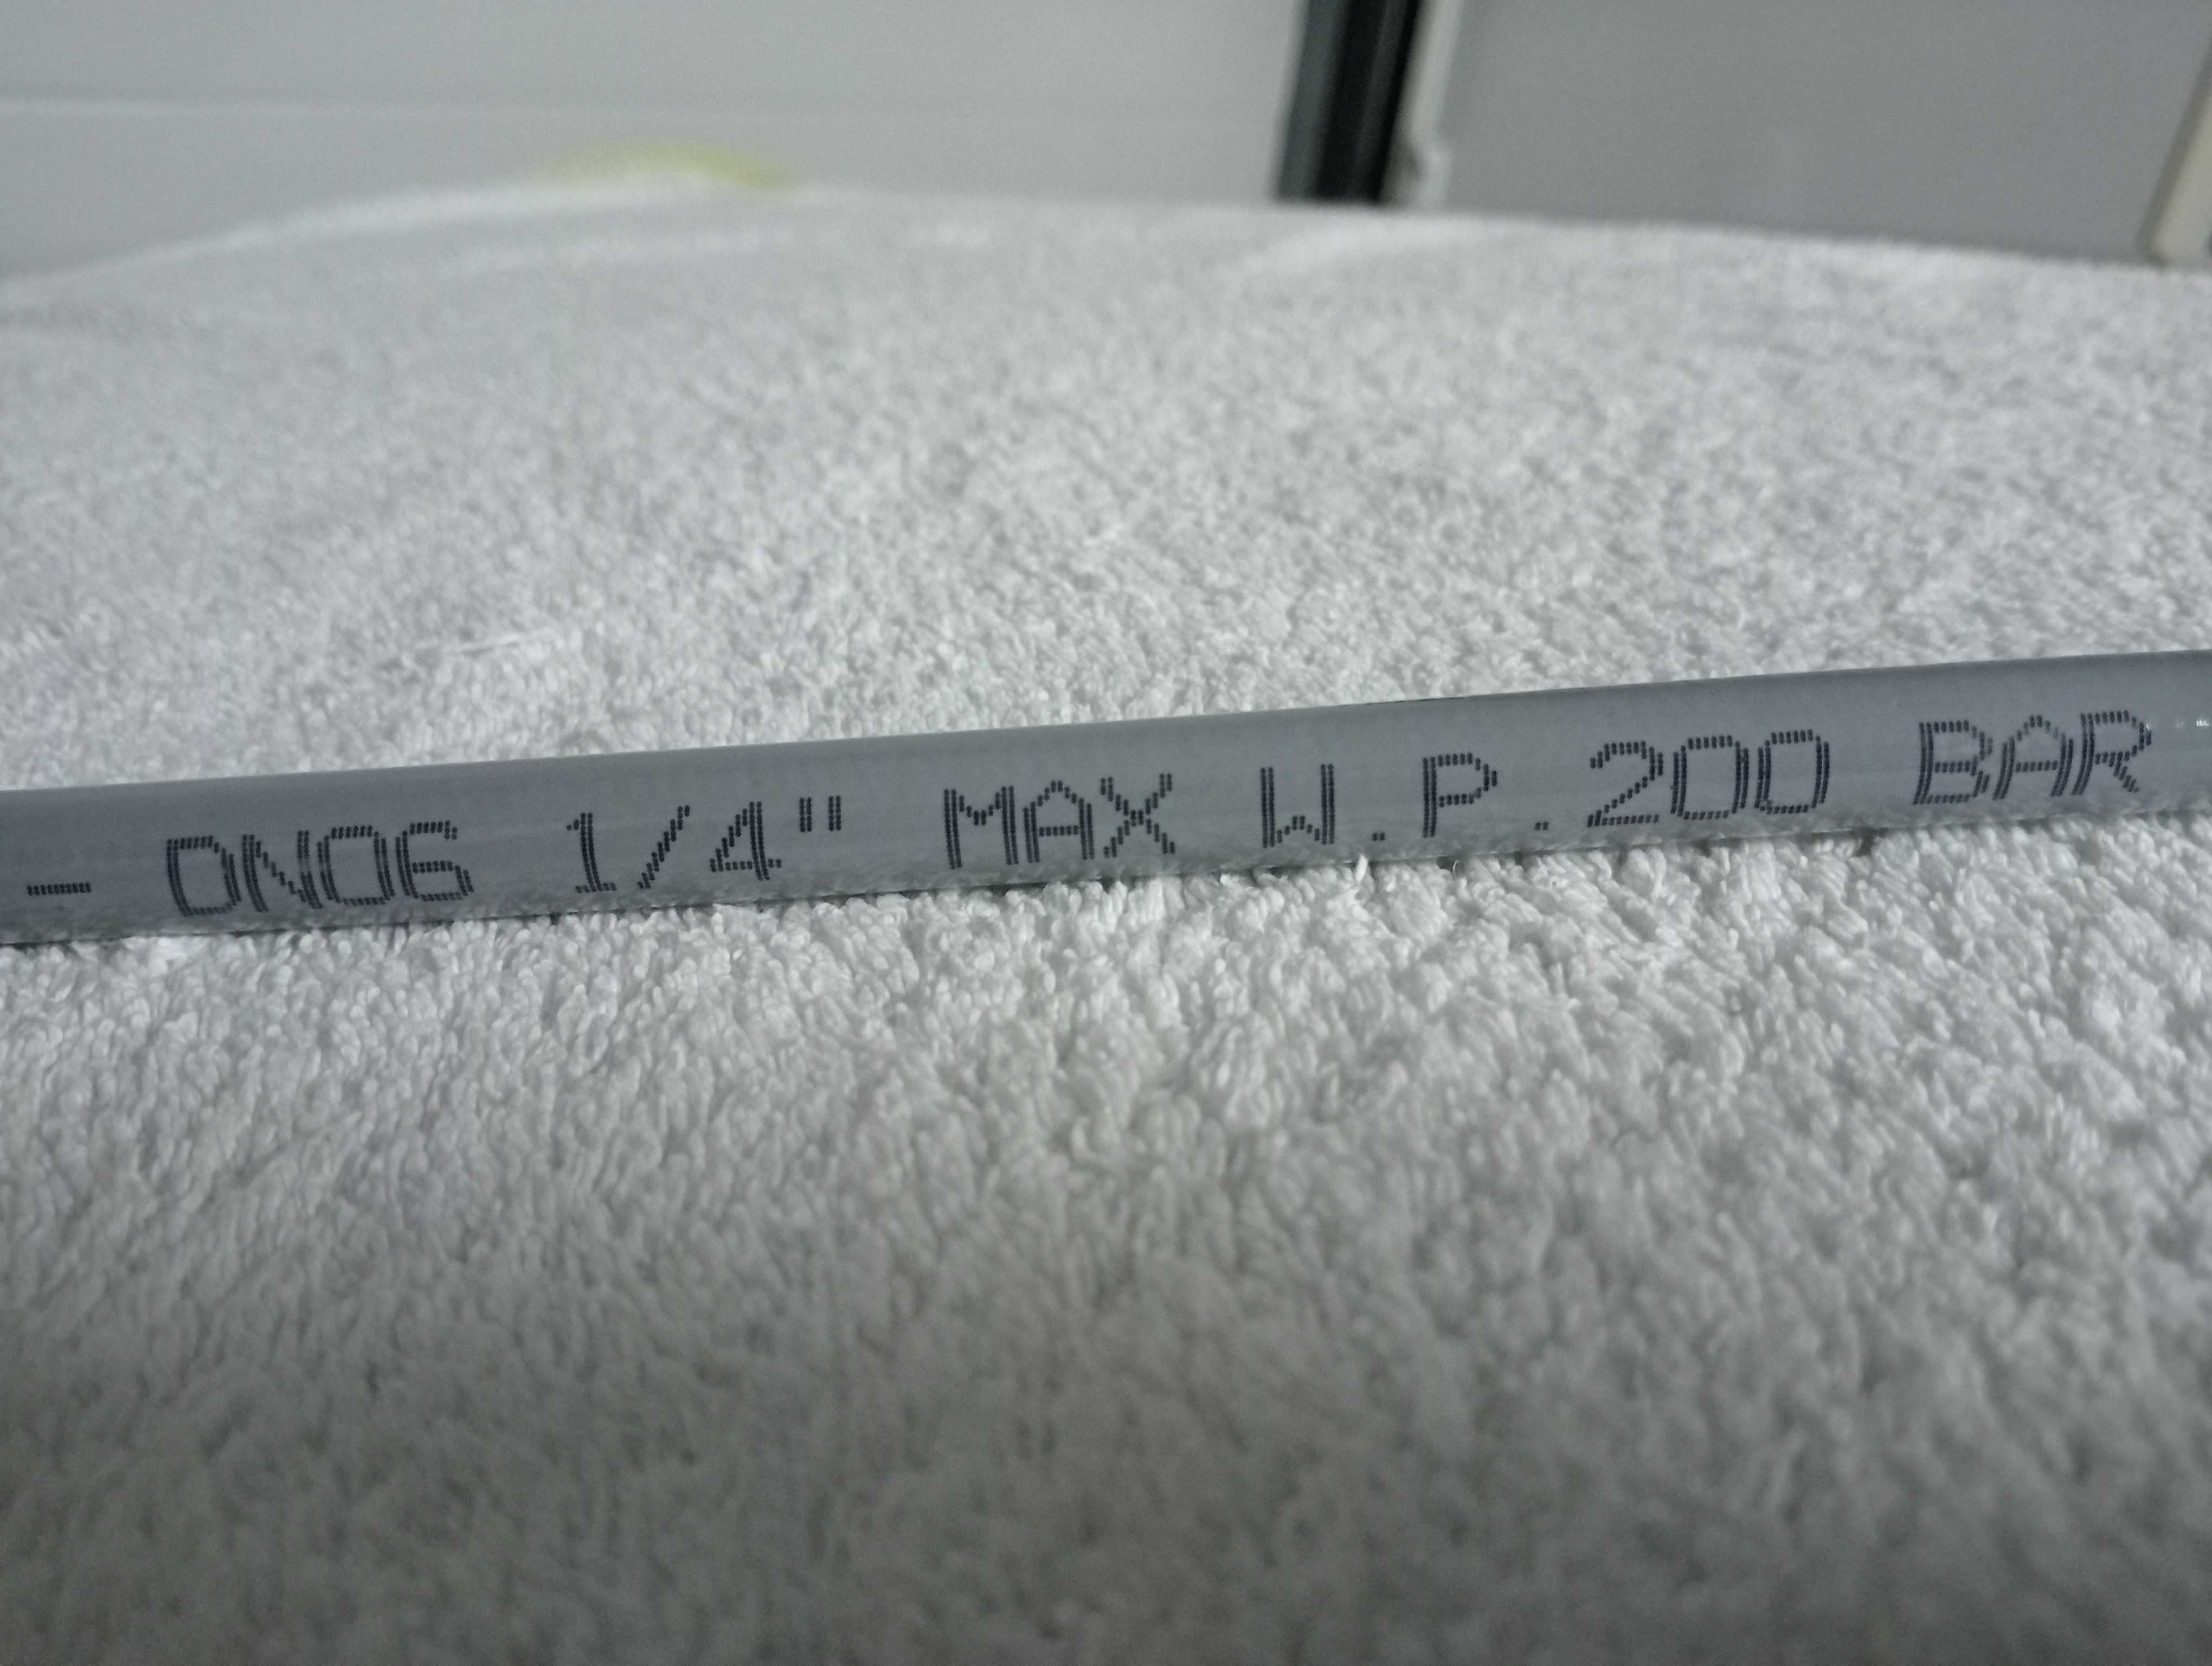 - DN06 1/4" MAX W.P.200 BAR